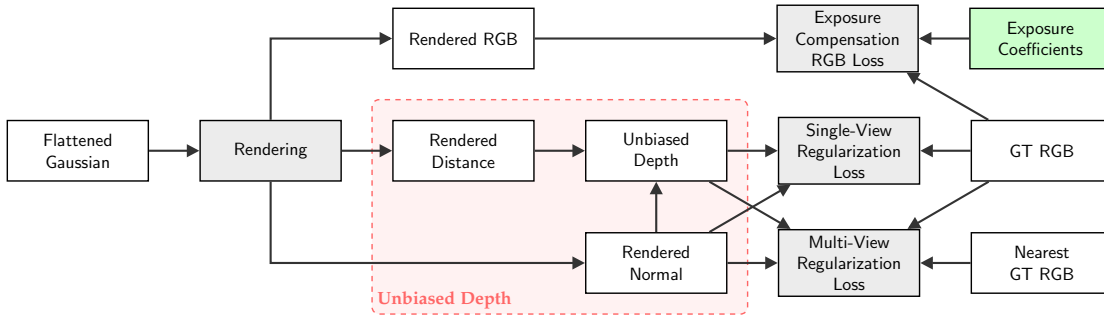 Rendered RGB
Exposure
Compensation
RGB Loss
Exposure
Coefficients
Flattened
Gaussian
Rendering
Rendered
Distance
Unbiased
Depth
Single-View
Regularization
Loss
GT RGB
Rendered
Normal
Multi-View
Regularization
Loss
Nearest
GT RGB
Unbiased Depth